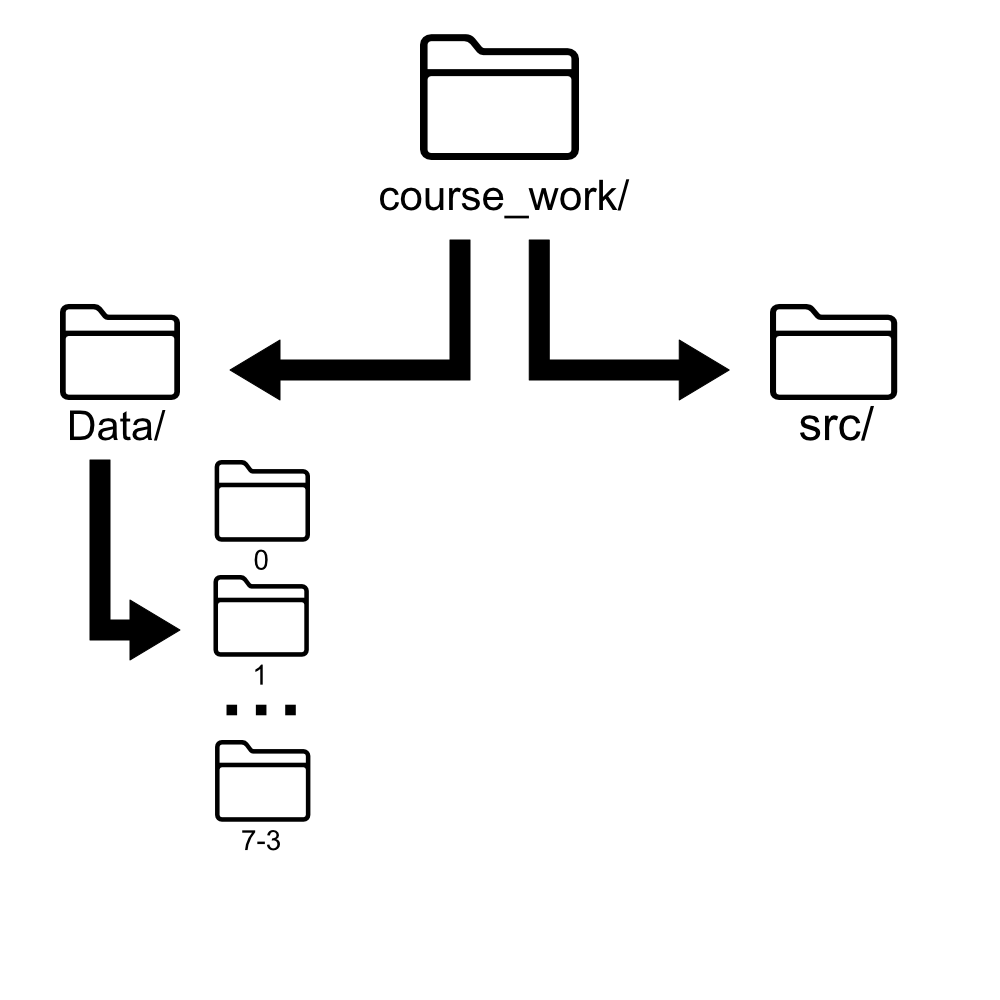 course_work/
Data/
src/
0
1
...
7-3